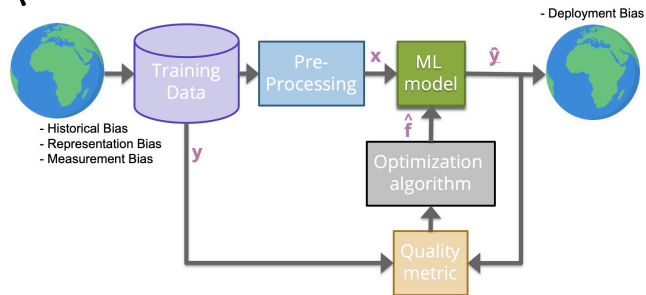 - Deployment Bias
Training
Data
Pre-
Processing
x
ML
model
ŷ
- Historical Bias
- Representation Bias
- Measurement Bias
y
f̂
Optimization
algorithm
Quality
metric